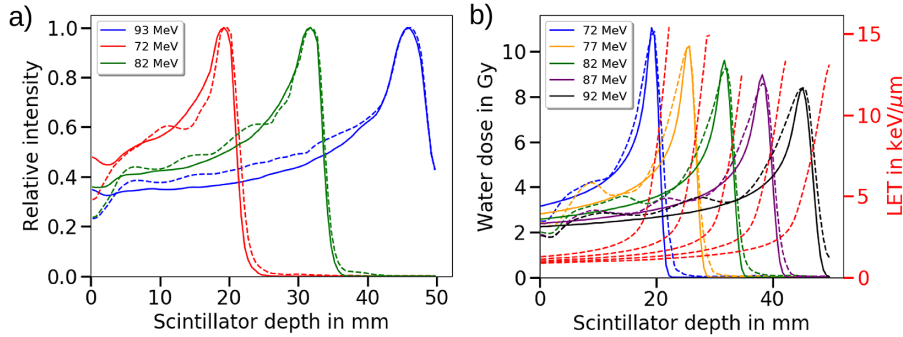 a)
Relative intensity
1.0
0.8
0.6
0.4
0.2
0.0
93 MeV
72 MeV
82 MeV
0 10 20 30 40 50
Scintillator depth in mm
b)
Water dose in Gy
10
8
6
4
2
0
72 MeV
77 MeV
82 MeV
87 MeV
92 MeV
0 20 40
Scintillator depth in mm
15
10
5
0
LET in keV/μm